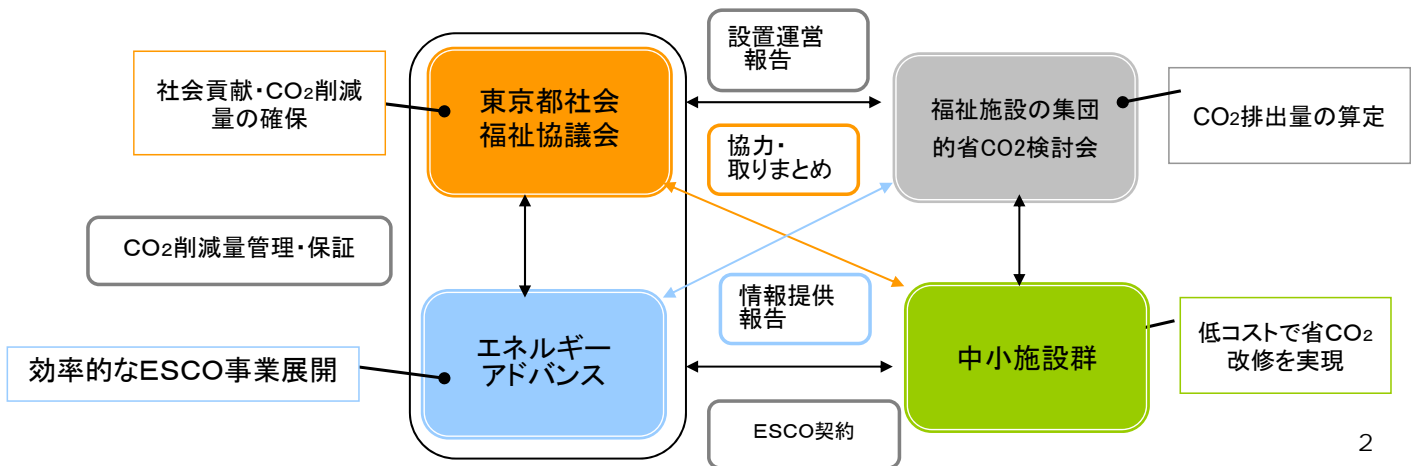 設置運営
報告
社会貢献・CO2削減
量の確保
東京都社会
福祉協議会
福祉施設の集団
的省CO2検討会
CO2排出量の算定
協力・
取りまとめ
CO2削減量管理・保証
情報提供
報告
エネルギー
アドバンス
中小施設群
低コストで省CO2
改修を実現
効率的なESCO事業展開
ESCO契約
2